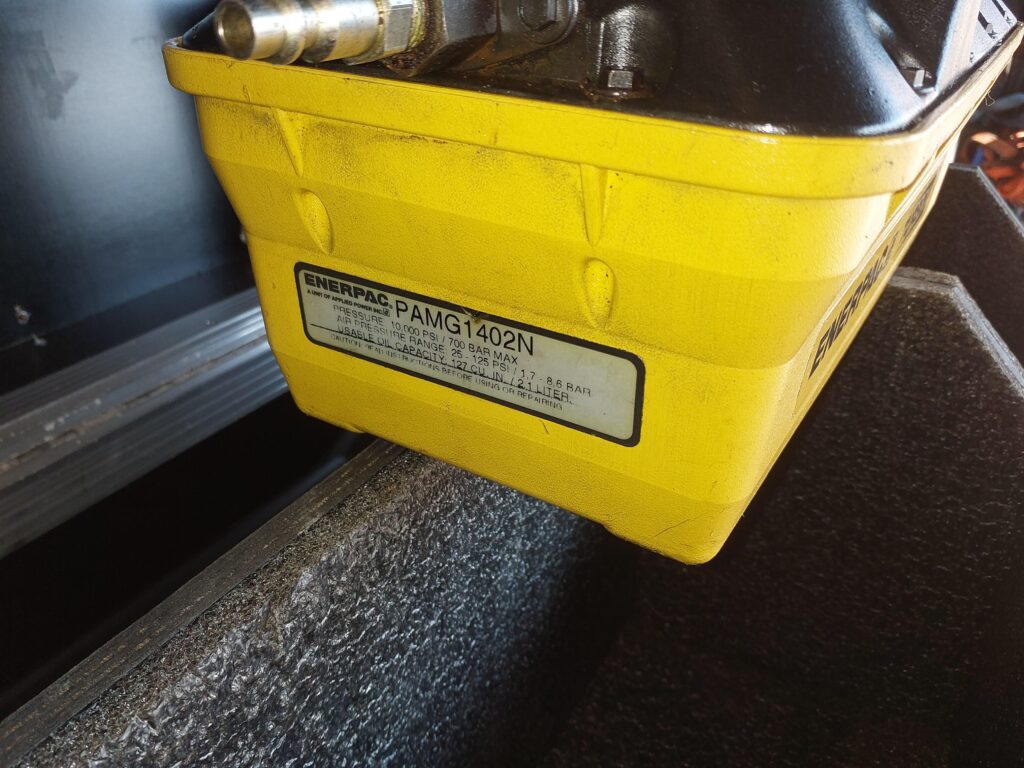 ENERPAC®
A UNIT OF APPLIED POWER INC.
PAMG1402N
PRESSURE 10,000 PSI / 700 BAR MAX
AIR PRESSURE RANGE: 25 - 125 PSI / 1.7 - 8.6 BAR
USABLE OIL CAPACITY 127 CU. IN. / 2.1 LITER.
CAUTION: READ INSTRUCTIONS BEFORE USING OR REPAIRING
ENERPAC